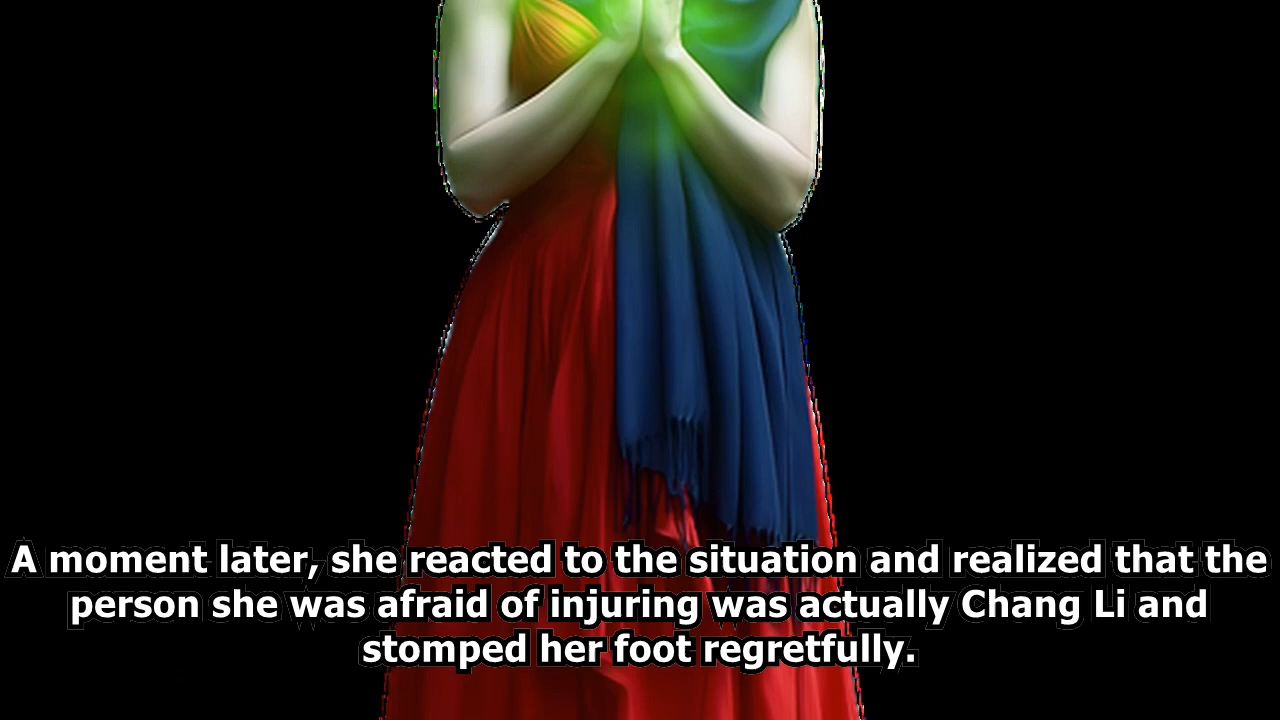 A moment later, she reacted to the situation and realized that the
person she was afraid of injuring was actually Chang Li and
stomped her foot regretfully.